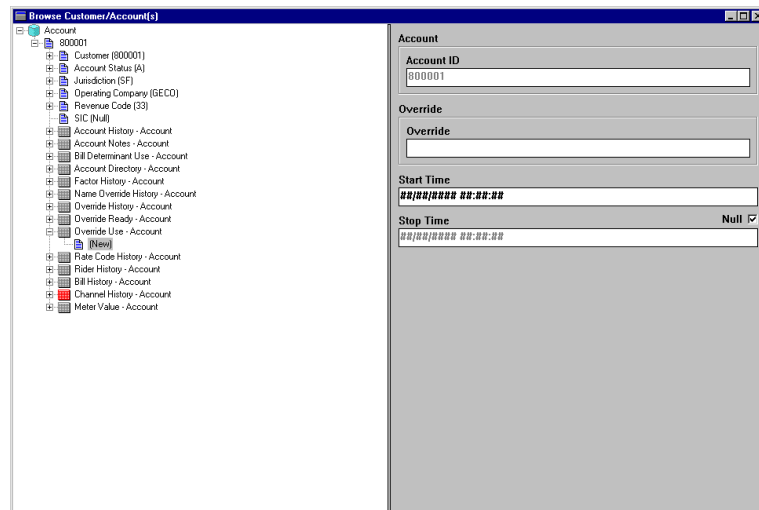 Browse Customer/Account(s)
Account
800001
Customer (800001)
Account Status (A)
Jurisdiction (SF)
Operating Company (GECO)
Revenue Code (33)
SIC (Null)
Account History - Account
Account Notes - Account
Bill Determinant Use - Account
Account Directory - Account
Factor History - Account
Name Override History - Account
Override History - Account
Override Ready - Account
Override Use - Account
(New)
Rate Code History - Account
Rider History - Account
Bill History - Account
Channel History - Account
Meter Value - Account
Account
Account ID
800001
Override
Override
Start Time
##/##/#### ##:##:##
Stop Time Null
##/##/#### ##:##:##